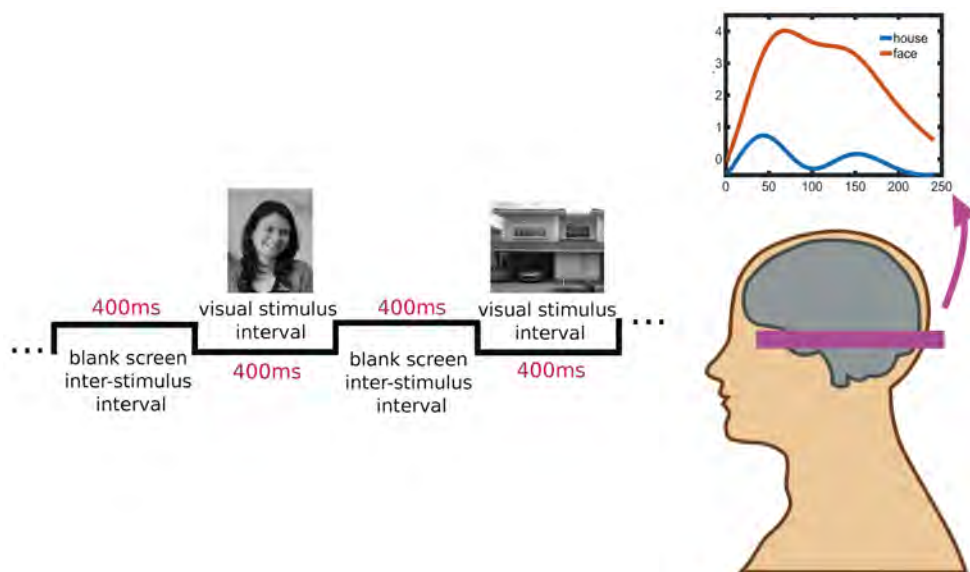 4
3
2
1
0
house
face
0 50 100 150 200 250
400ms
visual stimulus
interval
400ms
visual stimulus
interval
...
blank screen
inter-stimulus
interval
400ms
blank screen
inter-stimulus
interval
400ms
...